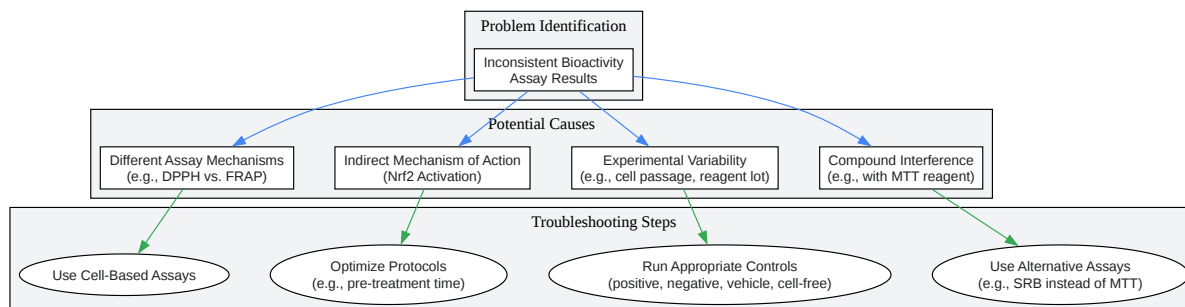 Problem Identification
Inconsistent Bioactivity
Assay Results
Potential Causes
Different Assay Mechanisms
(e.g., DPPH vs. FRAP)
Indirect Mechanism of Action
(Nrf2 Activation)
Experimental Variability
(e.g., cell passage, reagent lot)
Compound Interference
(e.g., with MTT reagent)
Troubleshooting Steps
Use Cell-Based Assays
Optimize Protocols
(e.g., pre-treatment time)
Run Appropriate Controls
(positive, negative, vehicle, cell-free)
Use Alternative Assays
(e.g., SRB instead of MTT)